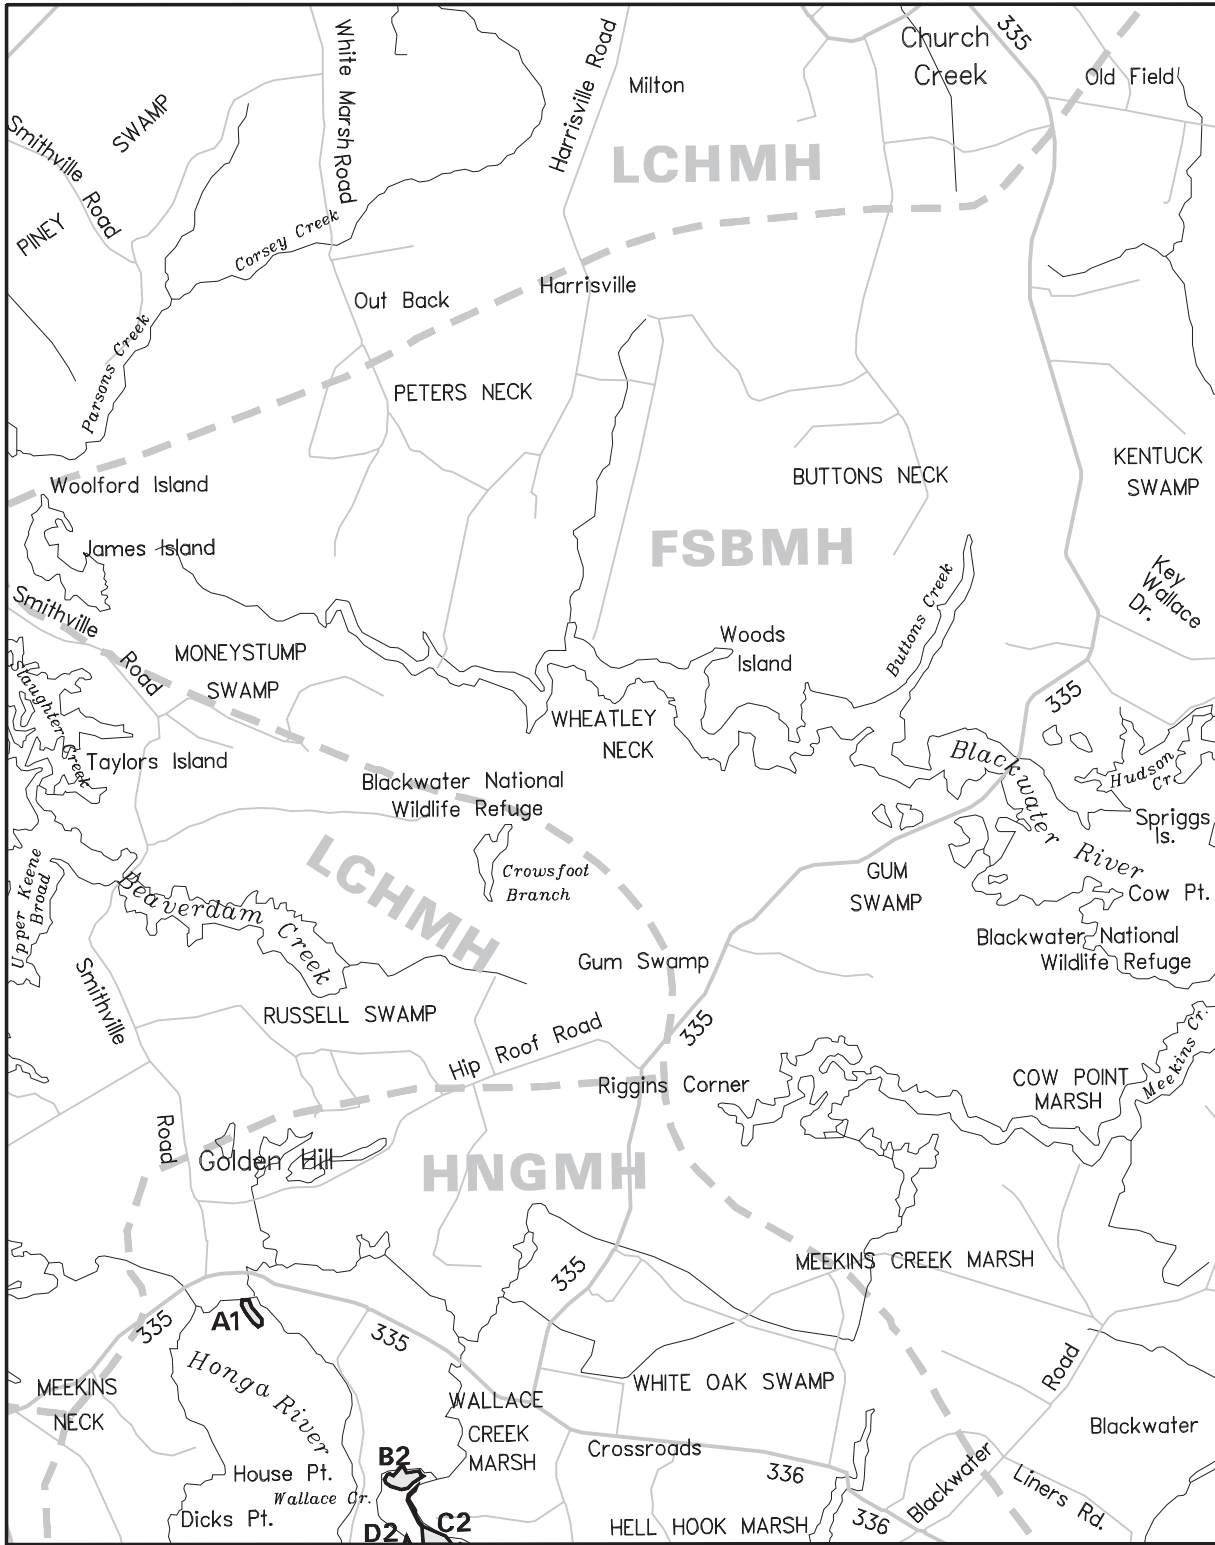 White Marsh Road
Harrisville Road
Milton
Church
Creek
335
Old Field
Smithville Road
SWAMP
PINEY
LCHMH
Corsey Creek
Parsons Creek
Out Back
Harrisville
PETERS NECK
KENTUCK
SWAMP
BUTTONS NECK
Woolford Island
James Island
FSBMH
Key
Wallace
Dr.
Smithville
Road
MONEYSTUMP
SWAMP
Woods
Island
Buttons Creek
335
Slaughter Creek
WHEATLEY
NECK
Taylors Island
Blackwater River
Hudson
Cr.
Blackwater National
Wildlife Refuge
Spriggs
Is.
LCHMH
Crowsfoot
Branch
GUM
SWAMP
Upper Keene
Broad
Beaverdam Creek
Cow Pt.
Blackwater National
Wildlife Refuge
Gum Swamp
Smithville
RUSSELL SWAMP
335
Hip Roof Road
Meekins Cr.
Riggins Corner
COW POINT
MARSH
Road
Golden Hill
HNGMH
MEEKINS CREEK MARSH
335
A1
335
335
Honga River
Road
MEEKINS
NECK
WHITE OAK SWAMP
WALLACE
CREEK
MARSH
Blackwater
Crossroads
B2
336
House Pt.
Wallace Cr.
Blackwater
Liners Rd.
Dicks Pt.
D2
C2
HELL HOOK MARSH
336